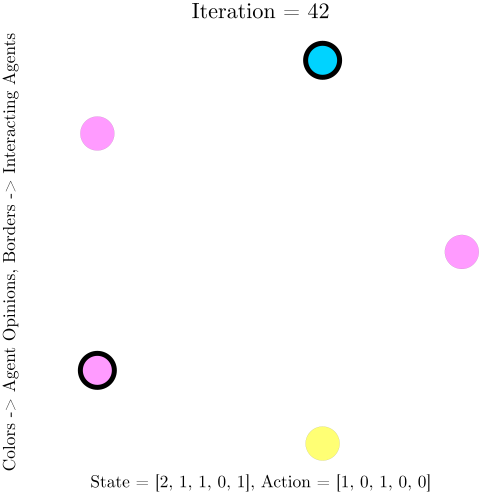 Iteration = 42
Colors -> Agent Opinions, Borders -> Interacting Agents
State = [2, 1, 1, 0, 1], Action = [1, 0, 1, 0, 0]